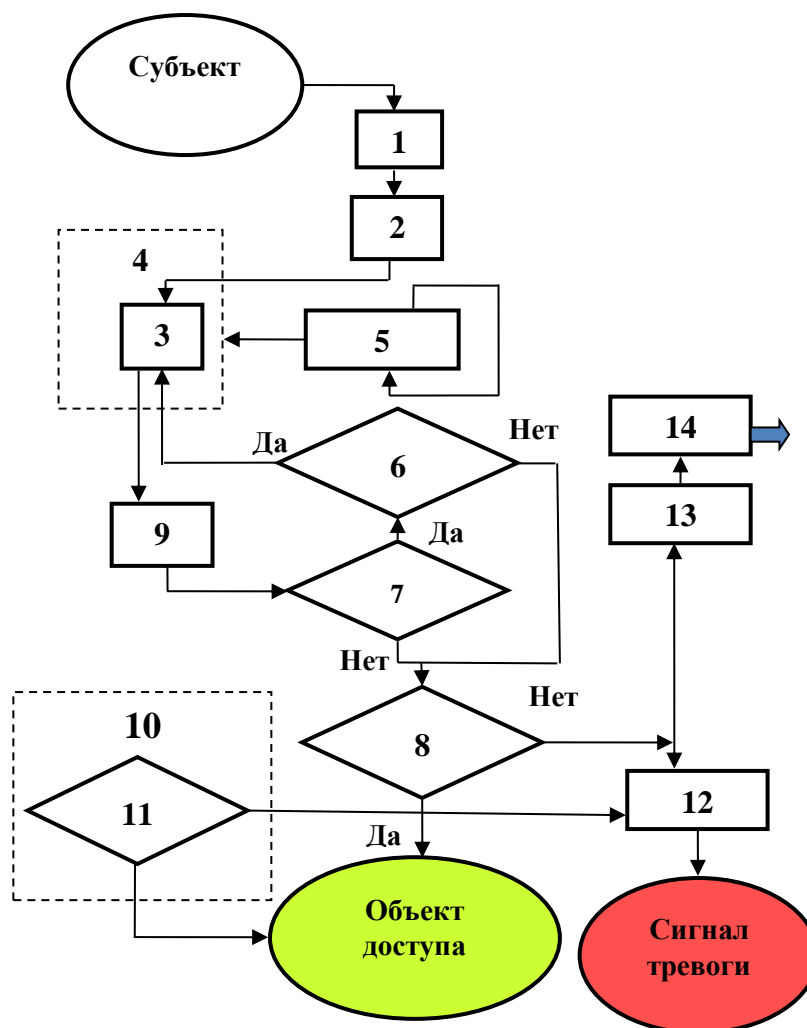 Субъект
1
2
4
3
5
Да
Нет
6
14
13
9
Да
7
Нет
Нет
10
8
11
12
Да
Объект
доступа
Сигнал
тревоги